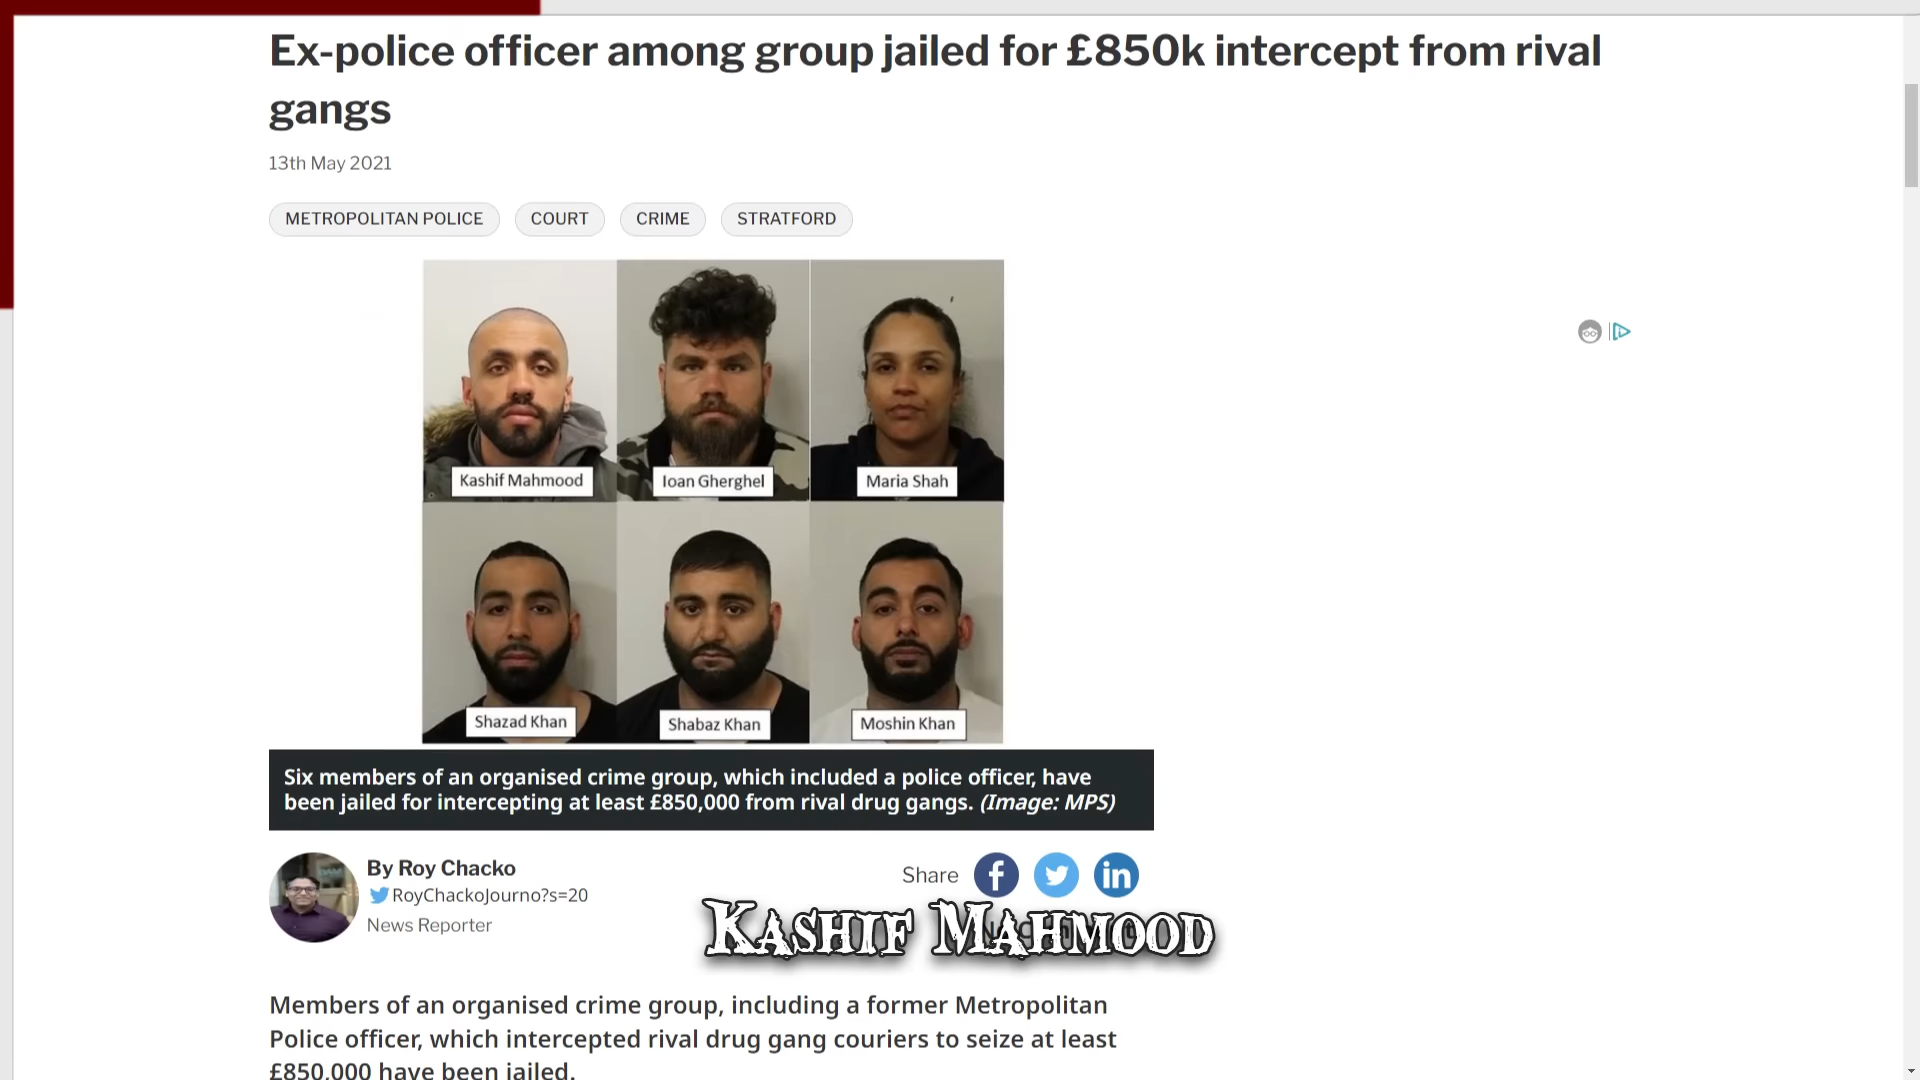 Ex-police officer among group jailed for £850k intercept from rival
gangs
13th May 2021
METROPOLITAN POLICE
COURT
CRIME
STRATFORD
Kashif Mahmood
Ioan Gherghel
Maria Shah
Shazad Khan
Shabaz Khan
Moshin Khan
Six members of an organised crime group, which included a police officer, have
been jailed for intercepting at least £850,000 from rival drug gangs. (Image: MPS)
By Roy Chacko
RoyChackoJourno?s=20
News Reporter
Share
Kashif Mahmood
Members of an organised crime group, including a former Metropolitan
Police officer, which intercepted rival drug gang couriers to seize at least
£850,000 have been jailed.